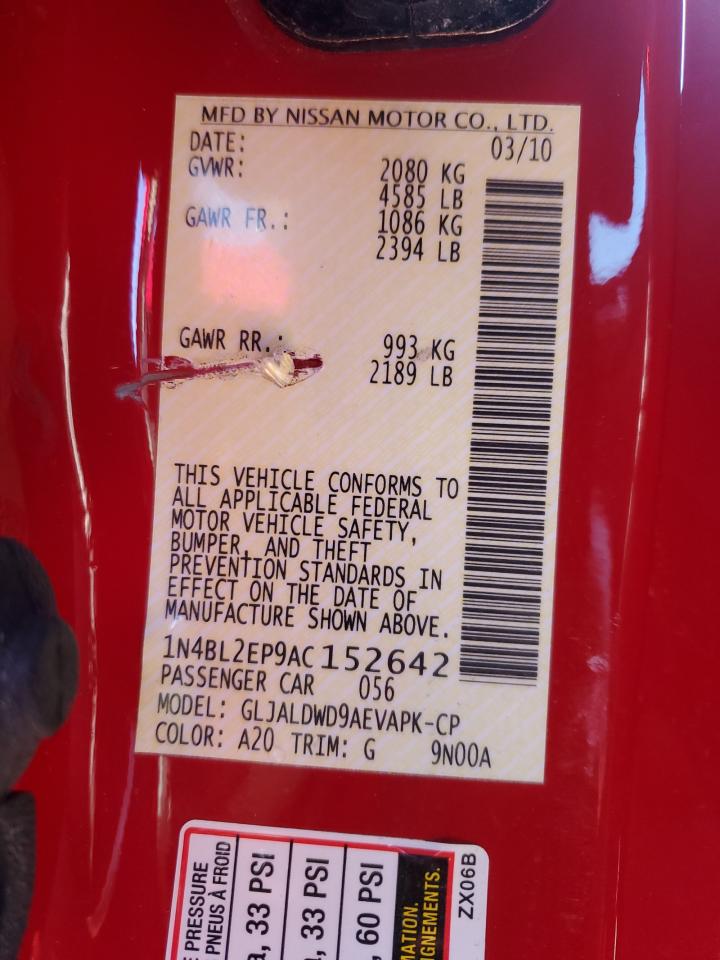 MFD BY NISSAN MOTOR CO., LTD.
DATE: 03/10
GVWR: 2080 KG
4585 LB
GAWR FR.: 1086 KG
2394 LB
GAWR RR.: 993 KG
2189 LB
THIS VEHICLE CONFORMS TO
ALL APPLICABLE FEDERAL
MOTOR VEHICLE SAFETY,
BUMPER, AND THEFT
PREVENTION STANDARDS IN
EFFECT ON THE DATE OF
MANUFACTURE SHOWN ABOVE.
1N4BL2EP9AC152642
PASSENGER CAR 056
MODEL: GLJALDWD9AEVAPK-CP
COLOR: A20 TRIM: G 9N00A
PRESSURE
PNEUS À FROID
33 PSI
33 PSI
60 PSI
ZX06B